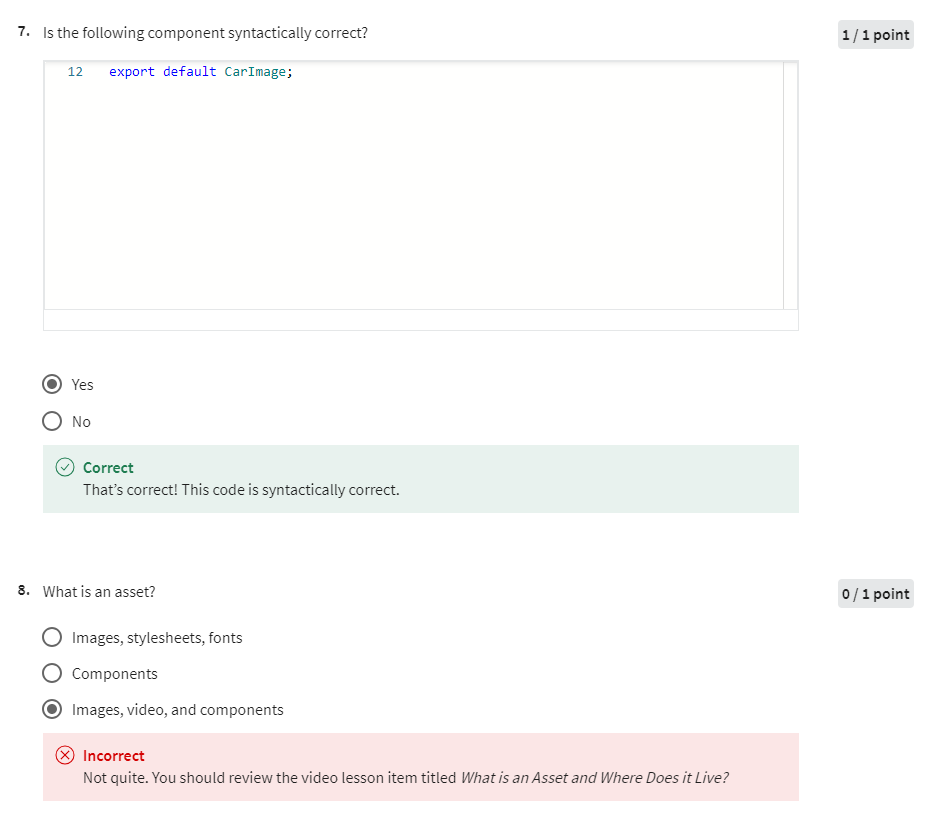 7. Is the following component syntactically correct?
1 / 1 point
12 export default CarImage;
Yes
No
Correct
That’s correct! This code is syntactically correct.
8. What is an asset?
0 / 1 point
Images, stylesheets, fonts
Components
Images, video, and components
Incorrect
Not quite. You should review the video lesson item titled What is an Asset and Where Does it Live?